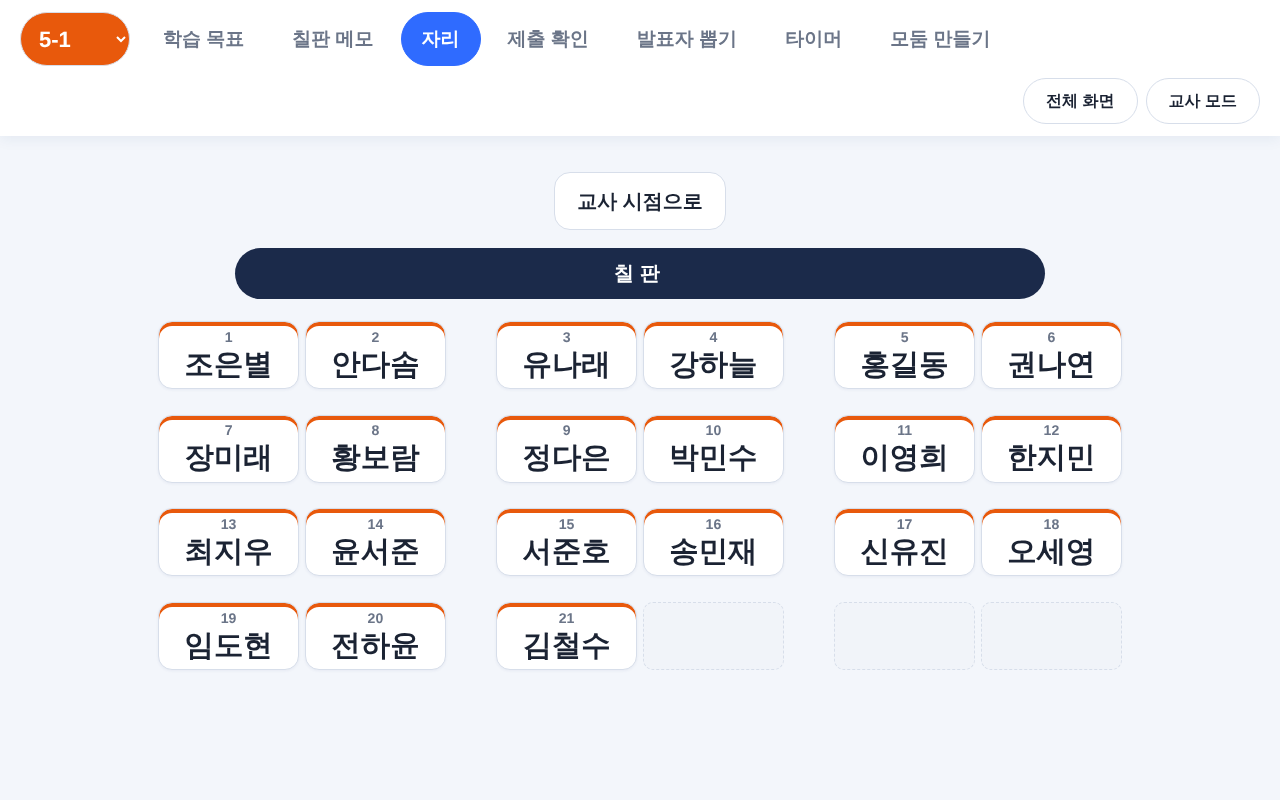 5-1 학습 목표 칠판 메모 자리 제출 확인 발표자 뽑기 타이머 모둠 만들기
전체 화면 교사 모드
교사 시점으로
칠 판
1 2 3 4 5 6
조은별 안다솜 유나래 강하늘 홍길동 권나연
7 8 9 10 11 12
장미래 황보람 정다은 박민수 이영희 한지민
13 14 15 16 17 18
최지우 윤서준 서준호 송민재 신유진 오세영
19 20 21
임도현 전하윤 김철수